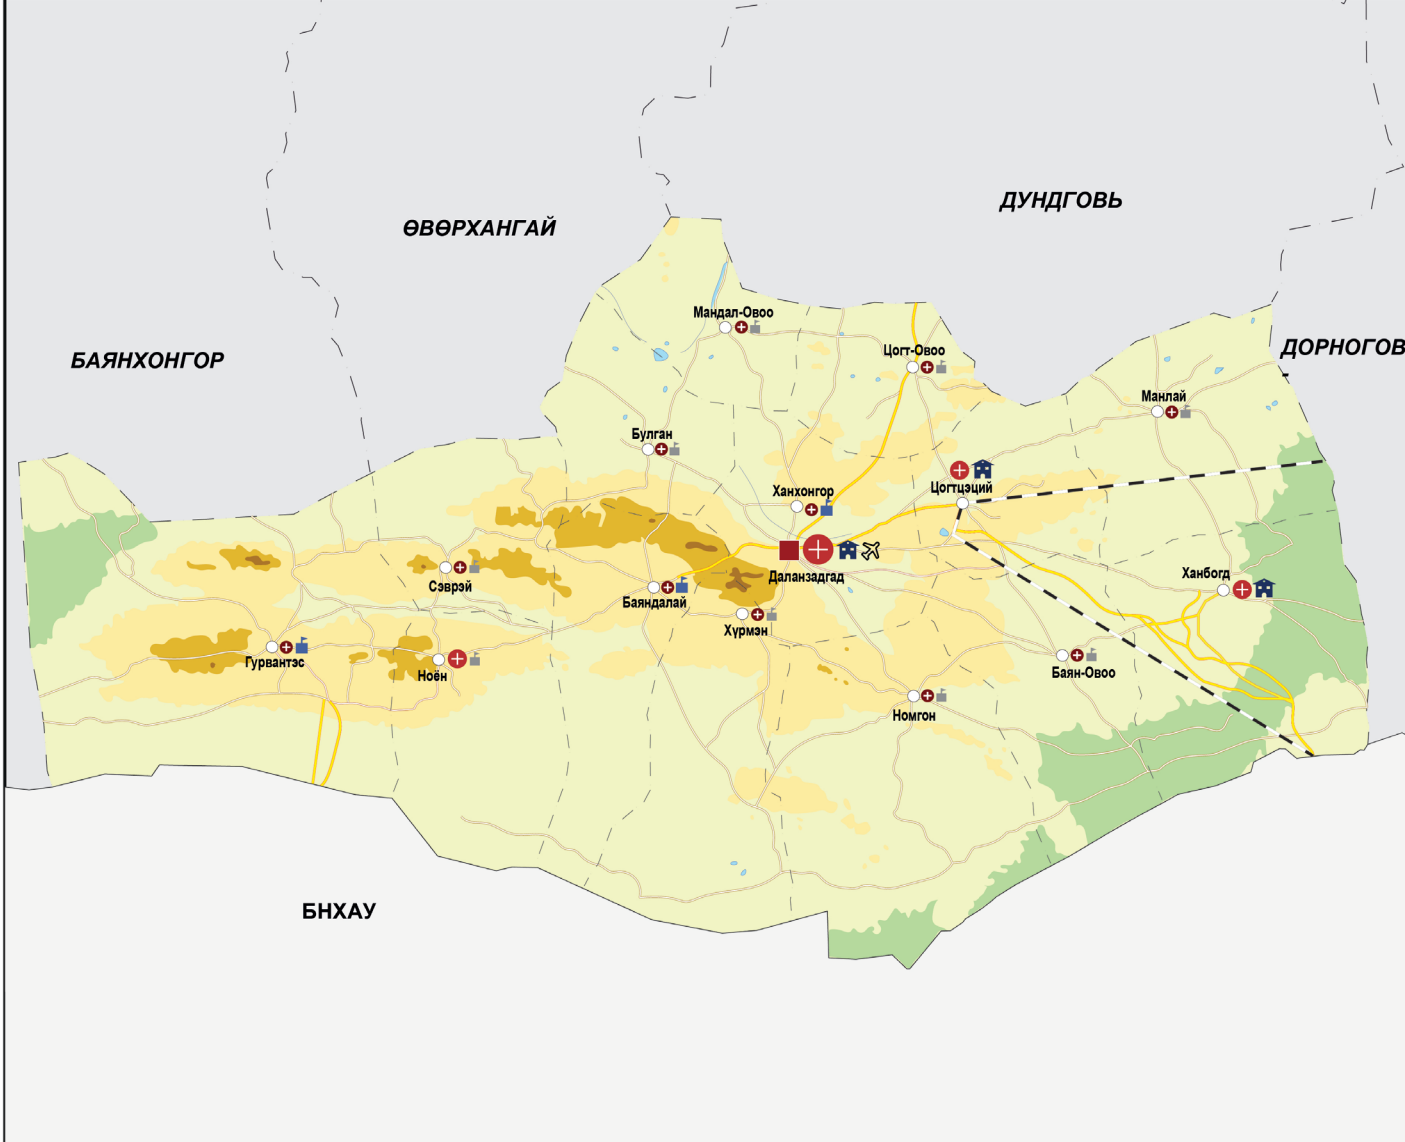 ДУНДГОВЬ
ӨВӨРХАНГАЙ
Мандал-Овоо
ДОРНОГОВ
Цогт-Овоо
БАЯНХОНГОР
Манлай
Булган
Цогтцэций
Ханхонгор
Ханбогд
Даланзадгад
Сэврэй
Баяндалай
Хүрмэн
Гурвантэс
Ноён
Баян-Овоо
Номгон
БНХАУ